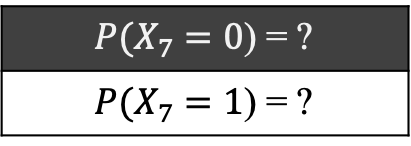 P(X₇ = 0) = ?
P(X₇ = 1) = ?